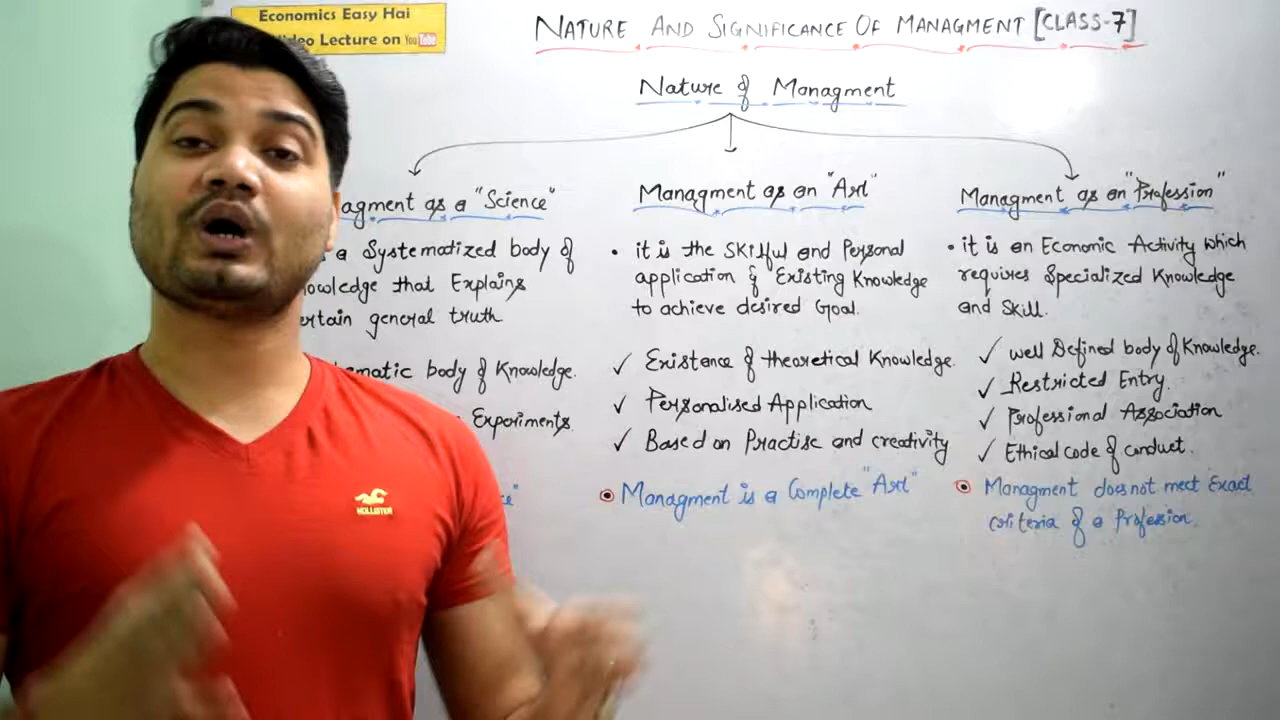 Economics Easy Hai
Lecture on YouTube
NATURE AND SIGNIFICANCE OF MANAGMENT [CLASS-7]
Nature of Managment
as a "Science"
a Systematized body of
that Explains
general truth
body of Knowledge.
Experiments
Managment as an "Art"
• it is the Skilful and Personal
application of Existing Knowledge
to achieve desired Goal.
✓ Existence of theoretical Knowledge.
✓ Personalised Application
✓ Based on Practise and creativity
Managment is a Complete "Art"
Managment as an "Profession"
• it is an Economic Activity which
requires Specialized Knowledge
and Skill.
✓ well Defined body of Knowledge.
✓ Restricted Entry.
✓ Professional Association
✓ Ethical code of conduct.
Managment does not meet Exact
criteria of a Profession.
HOLLISTER